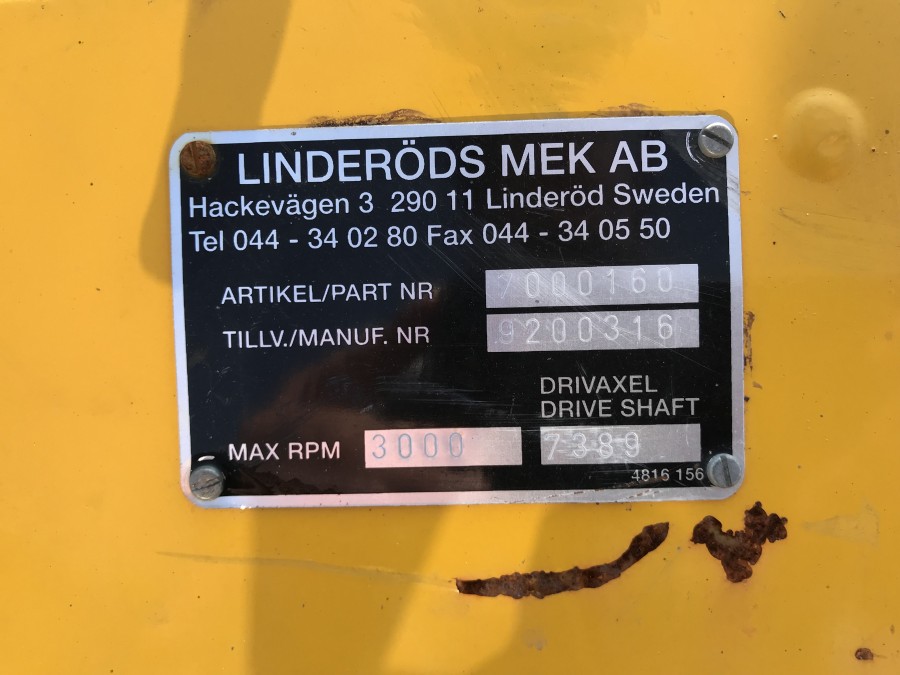 LINDERÖDS MEK AB
Hackevägen 3 290 11 Linderöd Sweden
Tel 044 - 34 02 80 Fax 044 - 34 05 50
ARTIKEL/PART NR 7000160
TILLV./MANUF. NR 9200316
DRIVAXEL
DRIVE SHAFT
MAX RPM 3000 7389
4816 156